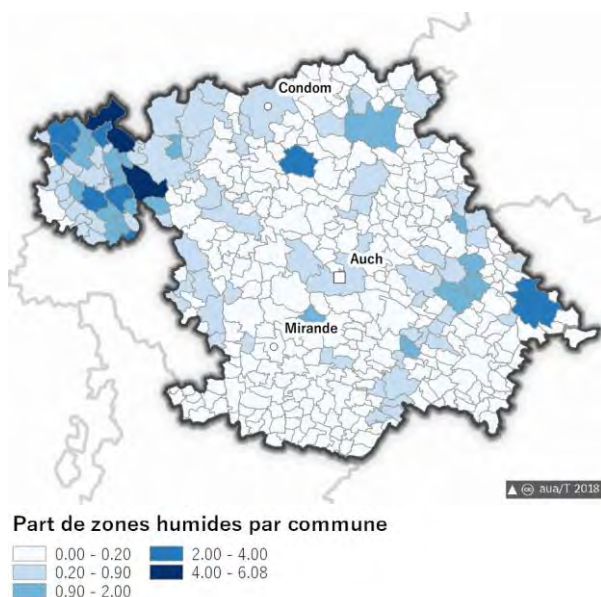 Condom
Auch
Mirande
aua/T 2018
Part de zones humides par commune
0.00 - 0.20
2.00 - 4.00
0.20 - 0.90
4.00 - 6.08
0.90 - 2.00